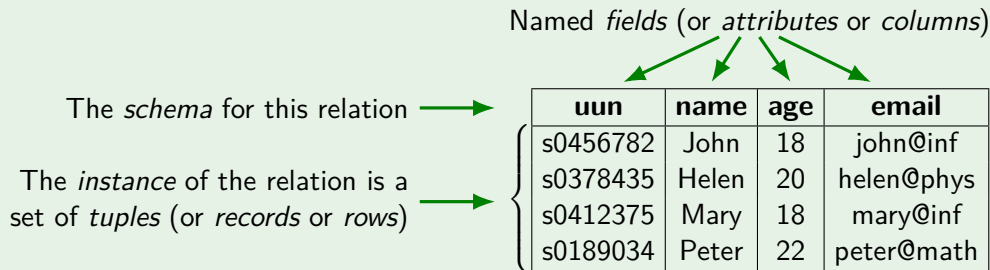 Named fields (or attributes or columns)
The schema for this relation
uun name age email
s0456782 John 18 john@inf
s0378435 Helen 20 helen@phys
The instance of the relation is a
set of tuples (or records or rows)
s0412375 Mary 18 mary@inf
s0189034 Peter 22 peter@math